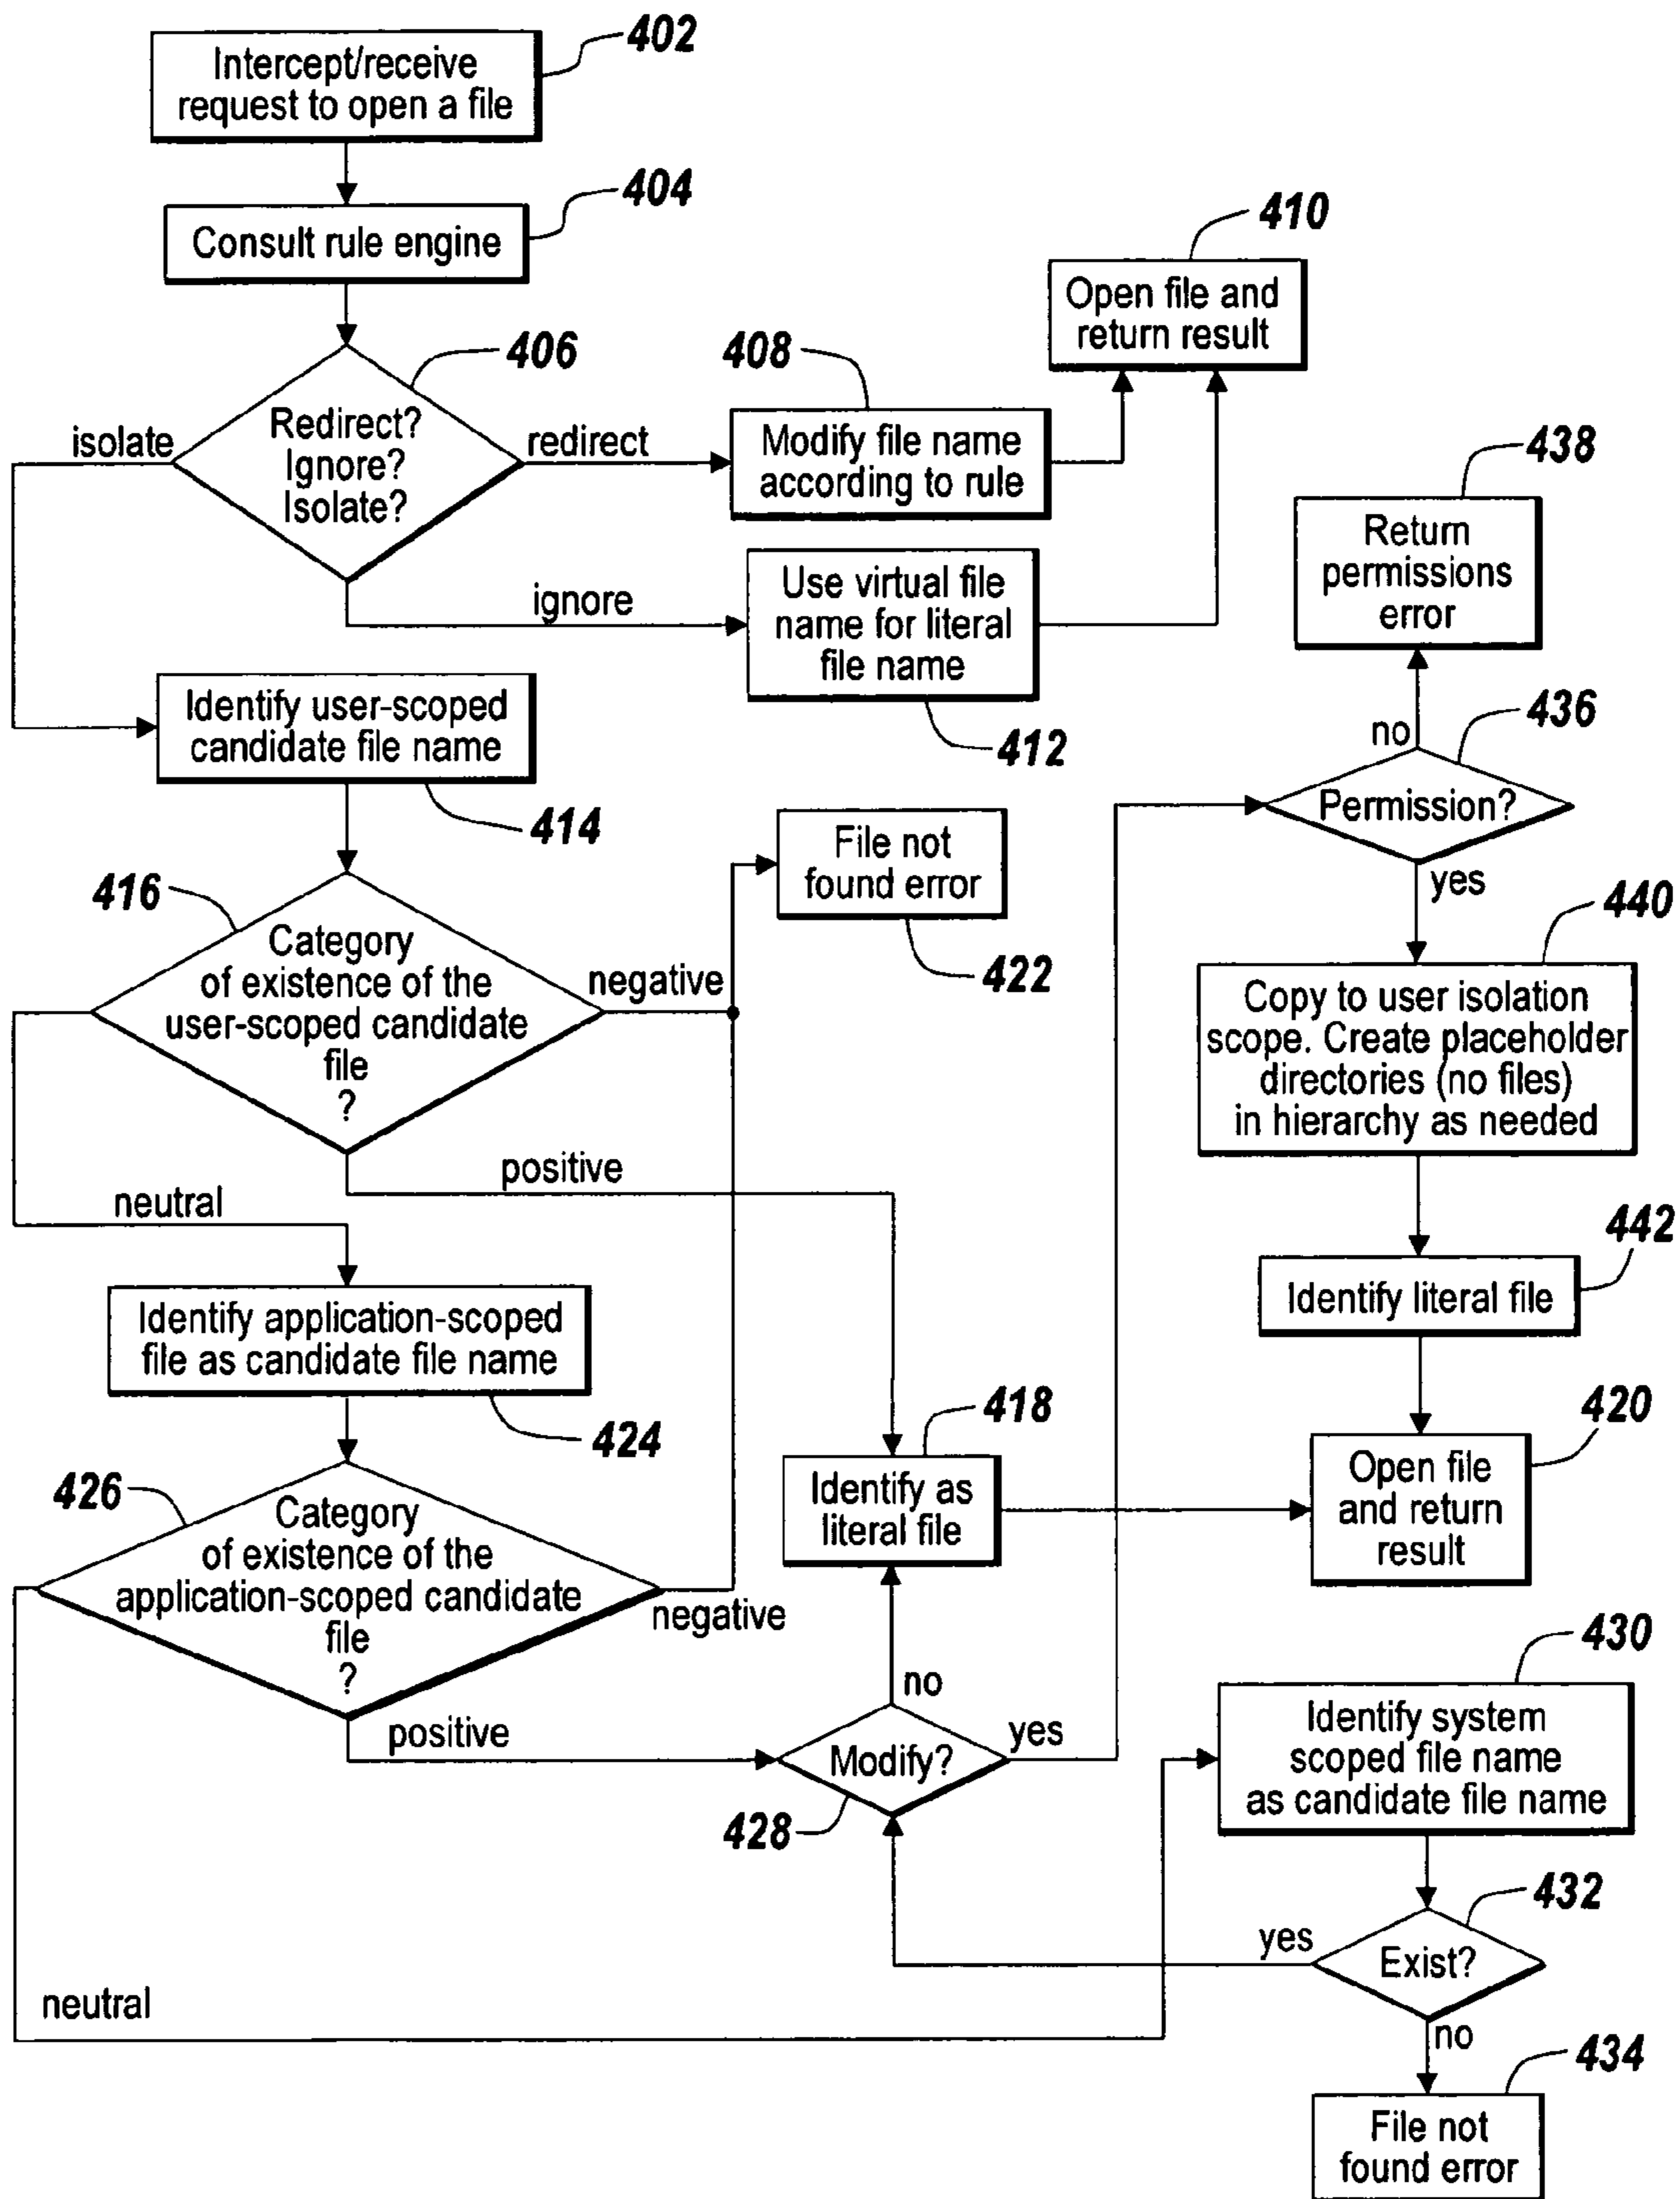 402
Intercept/receive
request to open a file
404
Consult rule engine
410
Open file and
return result
406
408
Redirect?
Ignore?
Isolate?
isolate
redirect
Modify file name
according to rule
438
Return
permissions
error
ignore
Use virtual file
name for literal
file name
412
Identify user-scoped
candidate file name
414
436
no
Permission?
yes
File not
found error
422
416
Category
of existence of the
user-scoped candidate
file
?
negative
positive
neutral
440
Copy to user isolation
scope. Create placeholder
directories (no files)
in hierarchy as needed
442
Identify literal file
Identify application-scoped
file as candidate file name
424
418
Identify as
literal file
420
Open file
and return
result
426
Category
of existence of the
application-scoped candidate
file
?
negative
positive
neutral
no
Modify?
yes
428
430
Identify system
scoped file name
as candidate file name
432
yes
Exist?
no
434
File not
found error